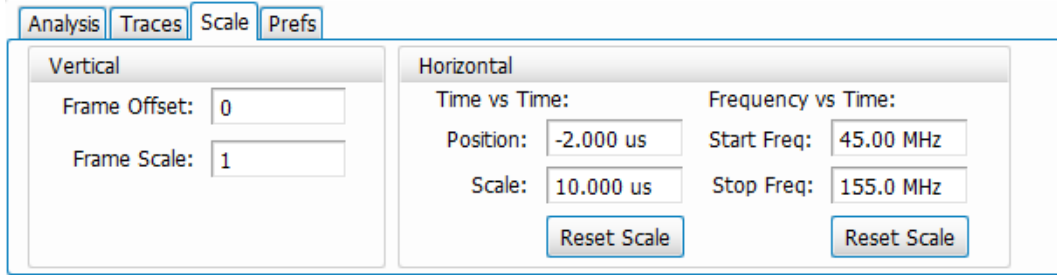 Analysis Traces Scale Prefs
Vertical
Frame Offset: 0
Frame Scale: 1
Horizontal
Time vs Time: Frequency vs Time:
Position: -2.000 us Start Freq: 45.00 MHz
Scale: 10.000 us Stop Freq: 155.0 MHz
Reset Scale Reset Scale